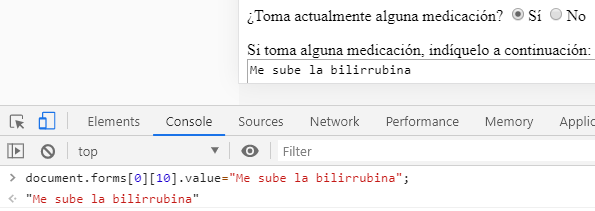 ¿Toma actualmente alguna medicación? Sí No
Si toma alguna medicación, indíquelo a continuación:
Me sube la bilirrubina
Elements Console Sources Network Performance Memory Applic
top Filter
> document.forms[0][10].value="Me sube la bilirrubina";
"Me sube la bilirrubina"